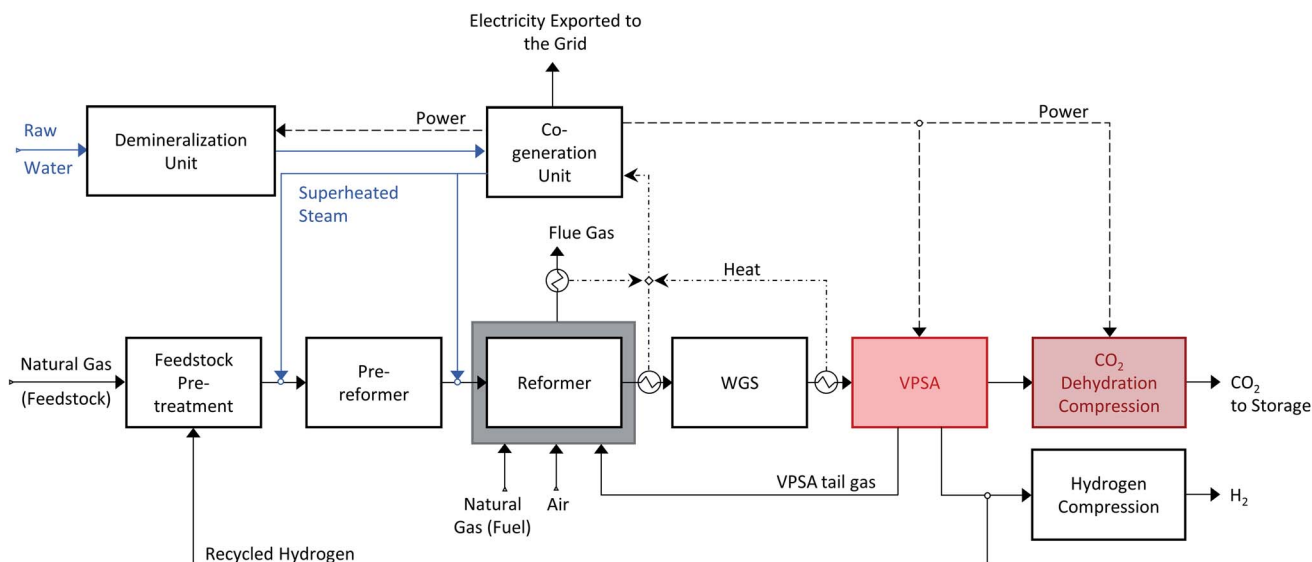 Electricity Exported to
the Grid
Raw
Water
Demineralization
Unit
Power
Co-
generation
Unit
Power
Superheated
Steam
Flue Gas
Heat
Natural Gas
(Feedstock)
Feedstock
Pre-
treatment
Pre-
reformer
Reformer
WGS
VPSA
CO₂
Dehydration
Compression
CO₂
to Storage
VPSA tail gas
Natural
Gas (Fuel)
Air
Hydrogen
Compression
H₂
Recycled Hydrogen